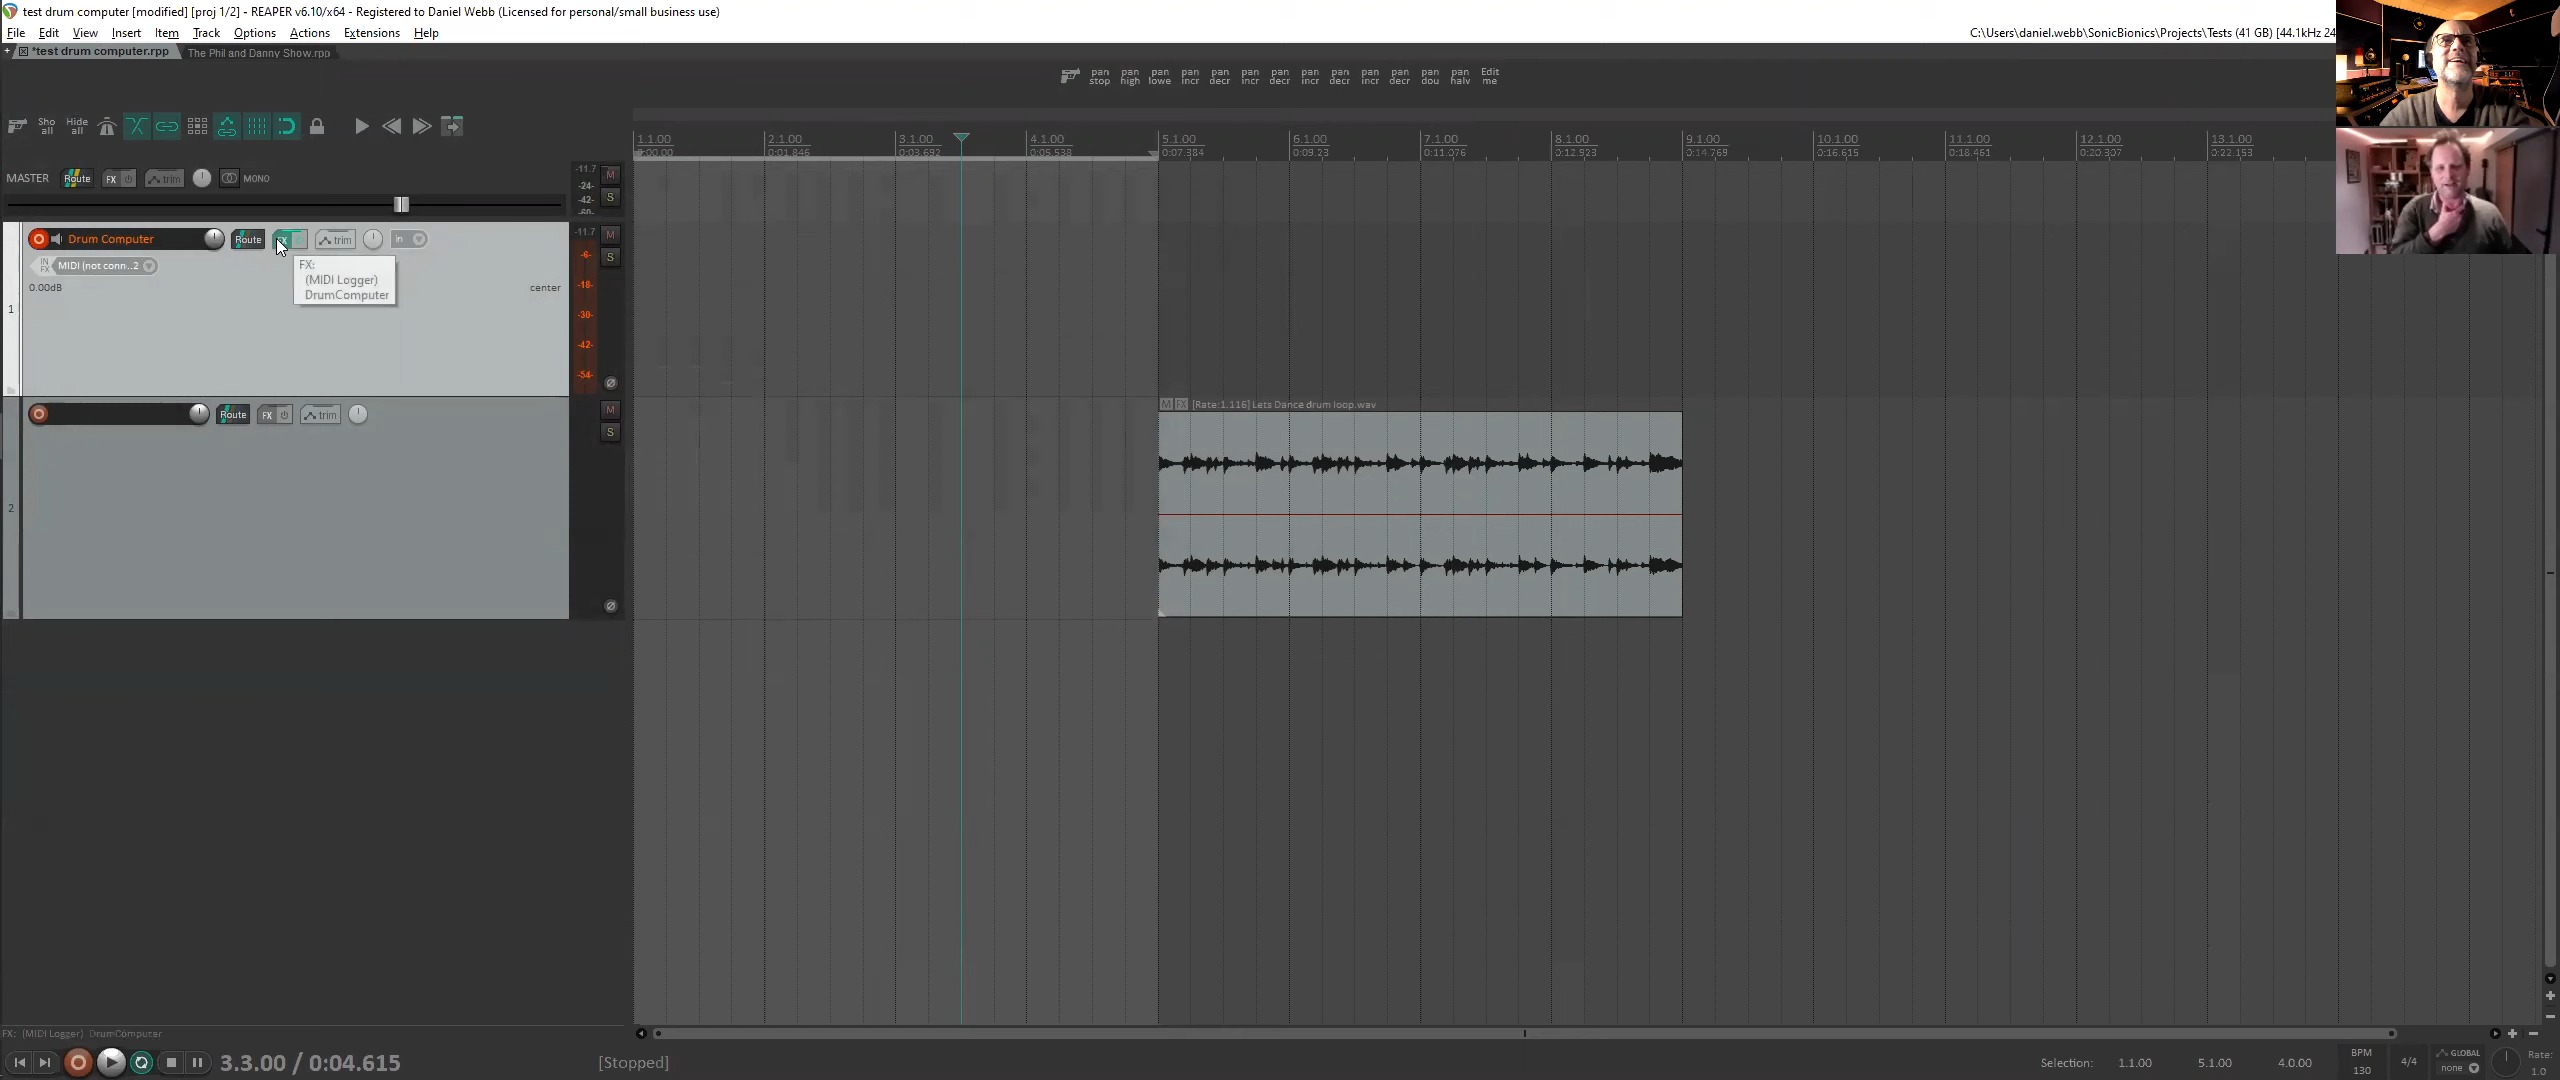 test drum computer [modified] [proj 1/2] - REAPER v6.10/x64 - Registered to Daniel Webb (Licensed for personal/small business use)
File Edit View Insert Item Track Options Actions Extensions Help
C:\Users\daniel.webb\SonicBionics\Projects\Tests (41 GB) [44.1kHz 24
*test drum computer.rpp The Phil and Danny Show.rpp
pan stop pan high pan lowe pan incr pan decr pan incr pan decr pan incr pan decr pan incr pan decr pan dou pan halv Edit me
Sho all Hide all
1.1.00 2.1.00 3.1.00 4.1.00 5.1.00 6.1.00 7.1.00 8.1.00 9.1.00 10.1.00 11.1.00 12.1.00 13.1.00
0:00.00 0:01.846 0:03.692 0:05.538 0:07.384 0:09.23 0:11.076 0:12.923 0:14.769 0:16.615 0:18.461 0:20.307 0:22.153
MASTER Route FX trim MONO
-11.7 M
-24-
-42- S
-60-
Drum Computer Route FX trim in
-11.7 M
-6- S
IN FX MIDI (not conn..2
FX:
(MIDI Logger)
DrumComputer
0.00dB center
-18-
-30-
-42-
-54-
1
Route FX trim M
S
M FX [Rate:1.116] Lets Dance drum loop.wav
2
FX: (MIDI Logger) DrumComputer
3.3.00 / 0:04.615 [Stopped]
Selection: 1.1.00 5.1.00 4.0.00
BPM 130
4/4
GLOBAL none
Rate: 1.0